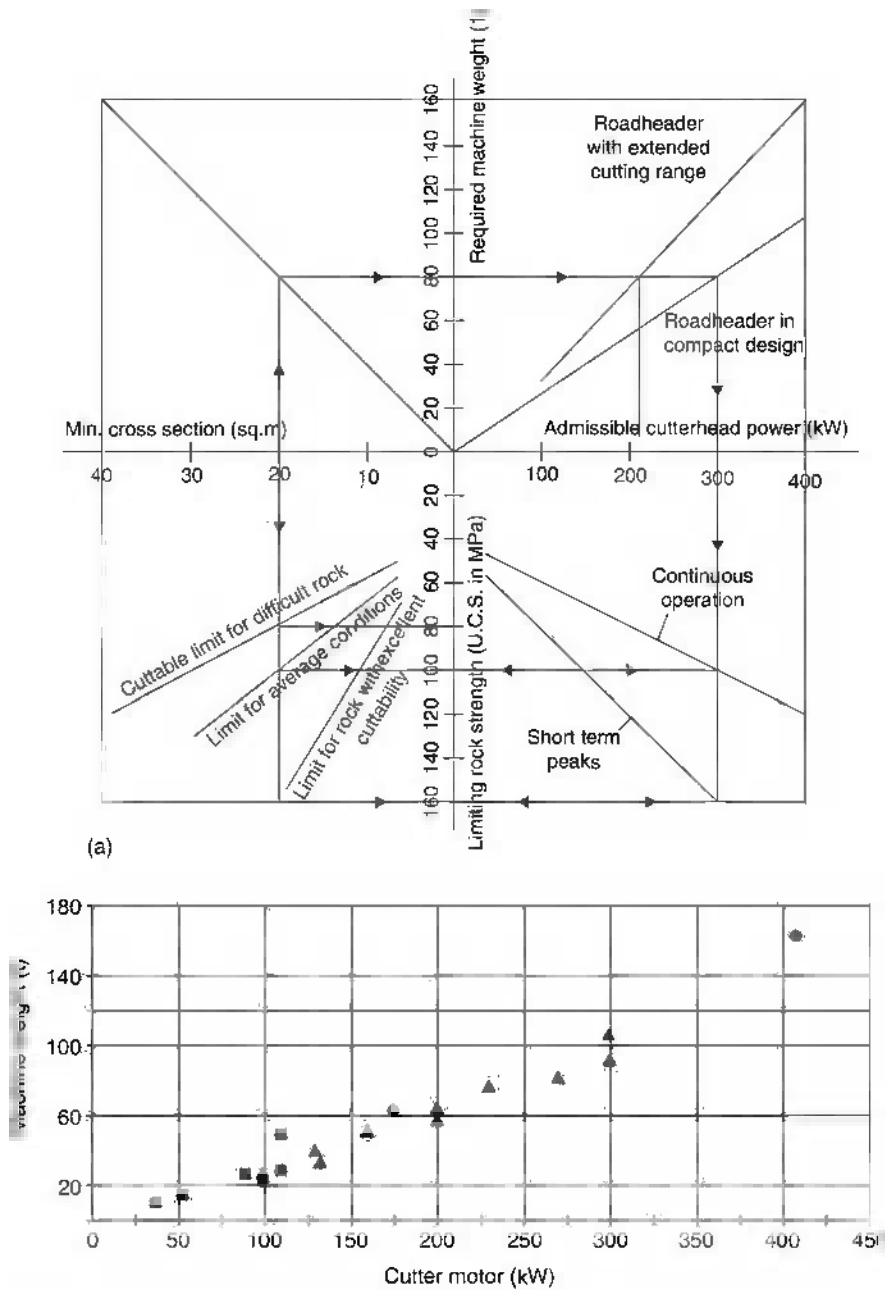 Required machine weight (1
160
140
120
100
80
60
40
20
0
Roadheader
with extended
cutting range
Roadheader in
compact design
Min. cross section (sq.m)
Admissible cutterhead power (kW)
40
30
20
10
100
200
300
400
20
40
60
80
100
120
140
160
Limiting rock strength (U.C.S. in MPa)
Cuttable limit for difficult rock
Limit for average conditions
Limit for rock withexcellent
cuttability
Continuous
operation
Short term
peaks
(a)
180
140
100
60
20
0
50
100
150
200
250
300
350
400
450
Cutter motor (kW)